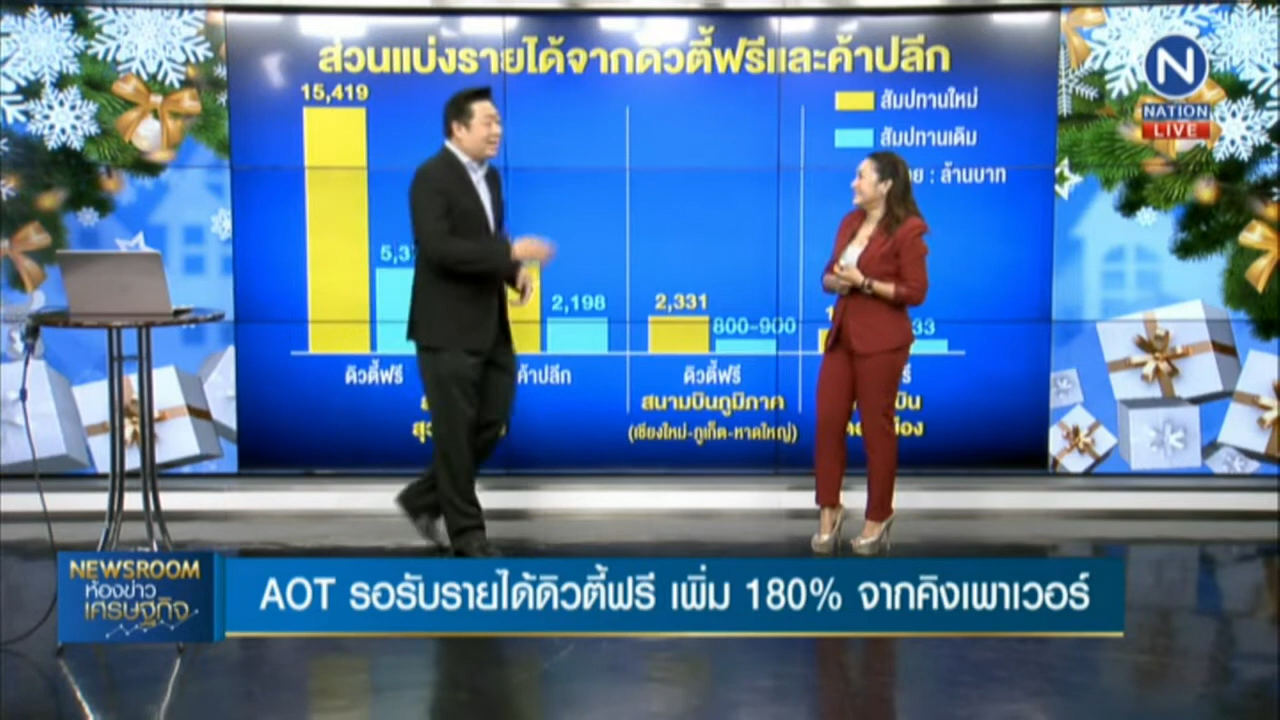 ส่วนแบ่งรายได้จากดิวตี้ฟรีและค้าปลีก
15,419
สัมปทานใหม่
สัมปทานเดิม
: ล้านบาท
2,198
2,331
800-900
ดิวตี้ฟรี
ค้าปลีก
ดิวตี้ฟรี
สนามบินภูมิภาค
(เชียงใหม่-ภูเก็ต-หาดใหญ่)
NATION
LIVE
NEWSROOM
ห้องข่าว
เศรษฐกิจ
AOT รอรับรายได้ดิวตี้ฟรี เพิ่ม 180% จากคิงเพาเวอร์